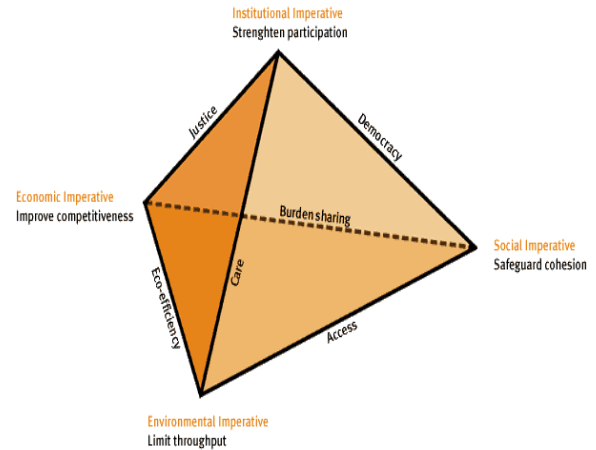 Institutional Imperative
Strenghten participation
Justice
Democracy
Economic Imperative
Improve competitiveness
Burden sharing
Social Imperative
Safeguard cohesion
Eco-efficiency
Care
Access
Environmental Imperative
Limit throughput